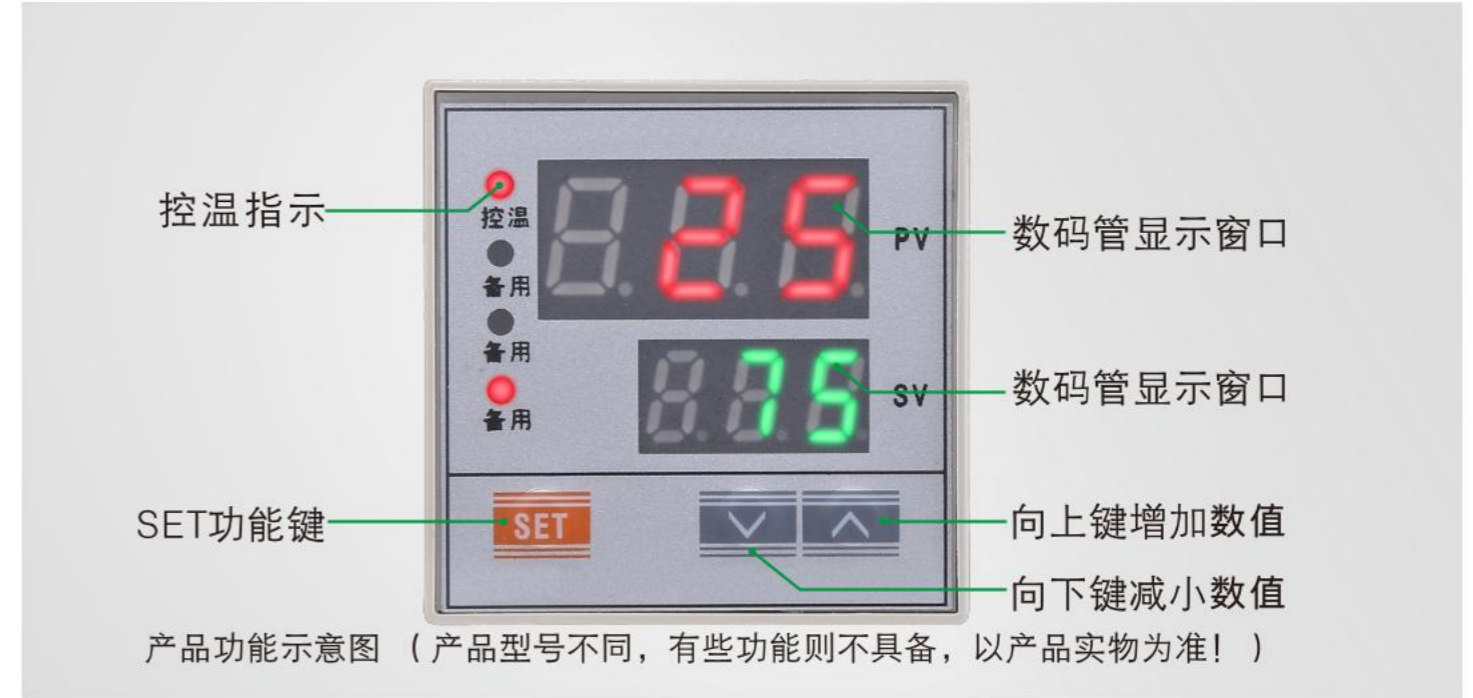 控温指示
控温
备用
备用
备用
25
PV
数码管显示窗口
75
SV
数码管显示窗口
SET功能键
SET
向上键增加数值
向下键减小数值
产品功能示意图 （产品型号不同，有些功能则不具备，以产品实物为准！）